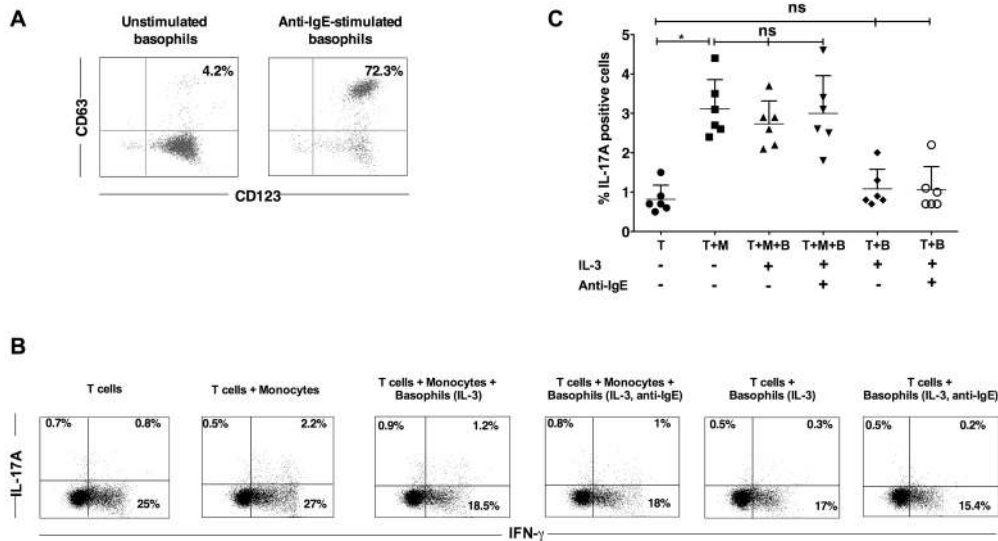 A
Unstimulated
basophils
Anti-IgE-stimulated
basophils
4.2%
72.3%
CD63
CD123
C
ns
* ns
% IL-17A positive cells
5
4
3
2
1
0
T T+M T+M+B T+M+B T+B T+B
IL-3 - - + + + +
Anti-IgE - - - + - +
B
T cells
T cells + Monocytes
T cells + Monocytes +
Basophils (IL-3)
T cells + Monocytes +
Basophils (IL-3, anti-IgE)
T cells +
Basophils (IL-3)
T cells +
Basophils (IL-3, anti-IgE)
IL-17A
0.7% 0.8% 0.5% 2.2% 0.9% 1.2% 0.8% 1% 0.5% 0.3% 0.5% 0.2%
25% 27% 18.5% 18% 17% 15.4%
IFN-γ